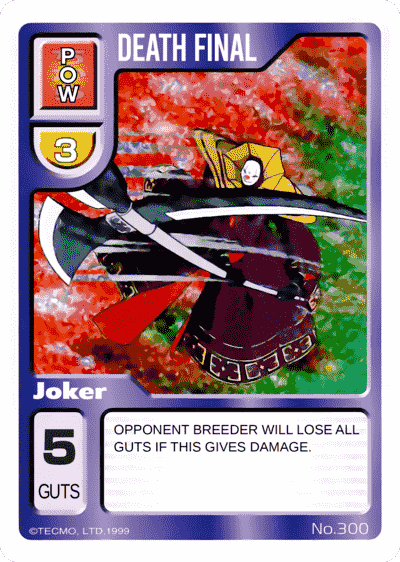 DEATH FINAL
POW
3
Joker
5
GUTS
OPPONENT BREEDER WILL LOSE ALL
GUTS IF THIS GIVES DAMAGE.
©TECMO, LTD.1999
No.300